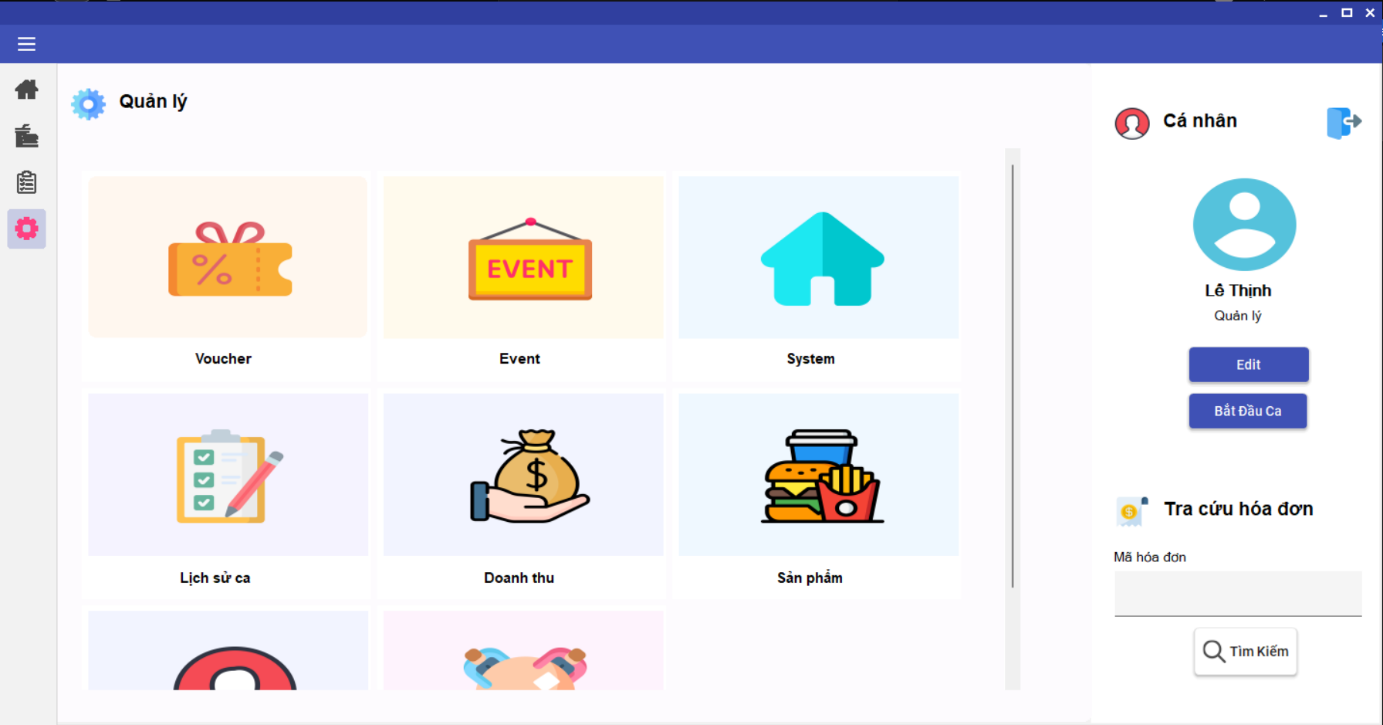 Quản lý
EVENT
Voucher
Event
System
Lịch sử ca
Doanh thu
Sản phẩm
Cá nhân
Lê Thịnh
Quản lý
Edit
Bắt Đầu Ca
Tra cứu hóa đơn
Mã hóa đơn
Tìm Kiếm